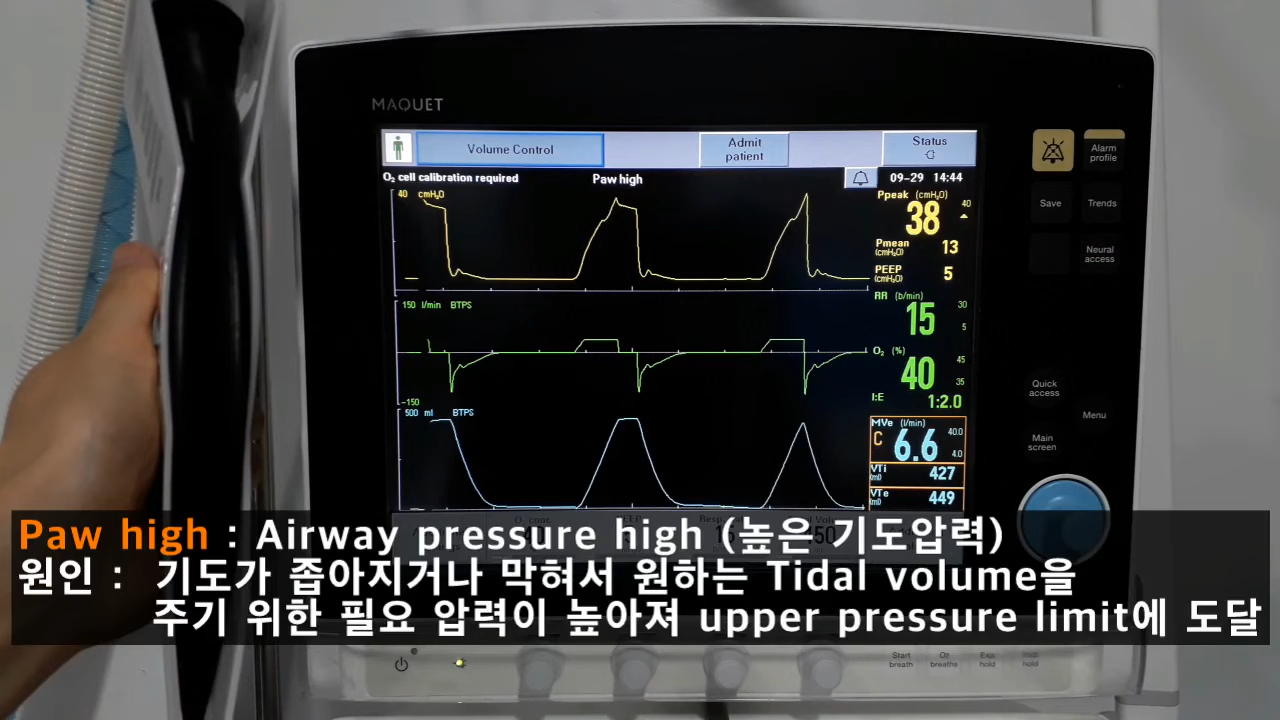 MAQUET
Volume Control
Admit patient
Status
O₂ cell calibration required
Paw high
09-29 14:44
Alarm profile
Save
Trends
Neural access
Quick access
Menu
Main screen
40 cmH₂O
Ppeak (cmH₂O)
38
40
Pmean (cmH₂O)
13
PEEP (cmH₂O)
5
150 l/min BTPS
-150
RR (b/min)
15
30
5
O₂ (%)
40
45
35
I:E
1:2.0
500 ml BTPS
MVe (l/min)
C 6.6
40.0
4.0
VTi (ml)
427
VTe (ml)
449
Paw high : Airway pressure high (높은 기도압력)
원인 : 기도가 좁아지거나 막혀서 원하는 Tidal volume을
주기 위한 필요 압력이 높아져 upper pressure limit에 도달
Start breath
O₂ breaths
Exp. hold
hold